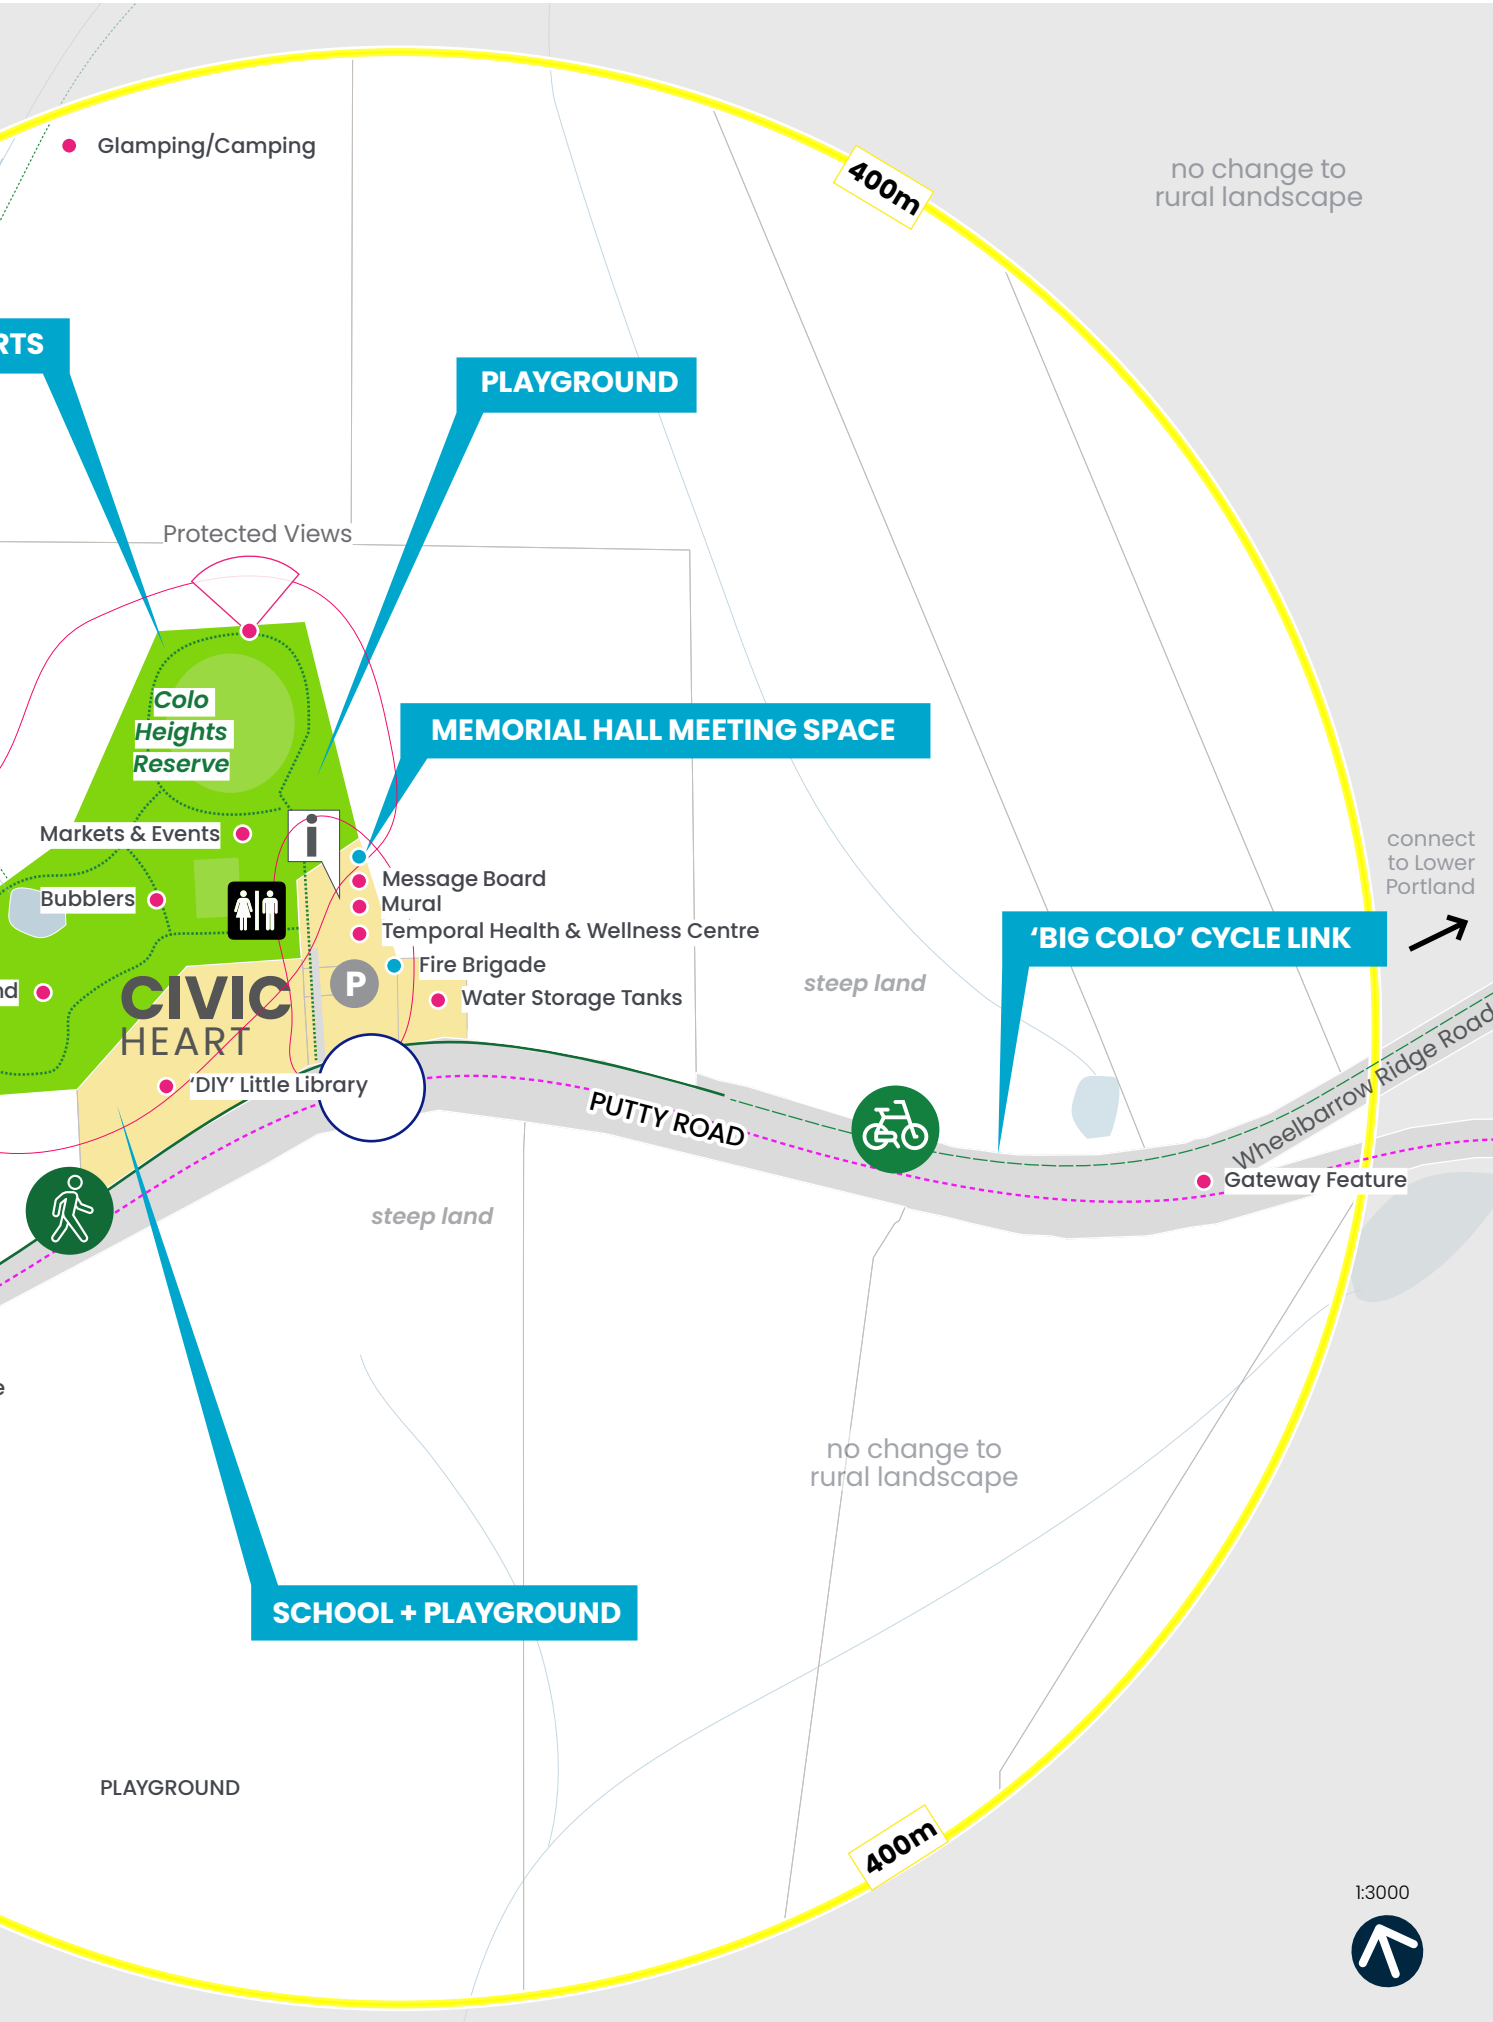 Glamping/Camping
400m
no change to
rural landscape
RTS
PLAYGROUND
Protected Views
Colo
Heights
Reserve
MEMORIAL HALL MEETING SPACE
Markets & Events
i
connect
to Lower
Portland
Message Board
Bubblers
Mural
Temporal Health & Wellness Centre
'BIG COLO' CYCLE LINK
Fire Brigade
steep land
P
nd
CIVIC
HEART
Water Storage Tanks
'DIY' Little Library
PUTTY ROAD
Wheelbarrow Ridge Road
Gateway Feature
steep land
e
no change to
rural landscape
SCHOOL + PLAYGROUND
PLAYGROUND
400m
1:3000